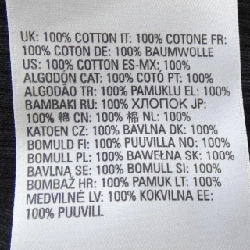 UK: 100% COTTON IT: 100% COTONE FR:
100% COTON DE: 100% BAUMWOLLE
US: 100% COTTON ES-MX: 100%
ALGODÓN CAT: 100% COTÓ PT: 100%
ALGODÃO TR: 100% PAMUKLU EL: 100%
BAMBAKI RU: 100% ХЛОПОК JP:
100% 綿 CN: 100% 棉 NL: 100%
KATOEN CZ: 100% BAVLNA DK: 100%
BOMULD FI: 100% PUUVILLA NO: 100%
BOMULL PL: 100% BAWEŁNA SK: 100%
BAVLNA SE: 100% BOMULL SI: 100%
BOMBAŽ HR: 100% PAMUK LT: 100%
MEDVILNĖ LV: 100% KOKVILNA EE:
100% PUUVILL